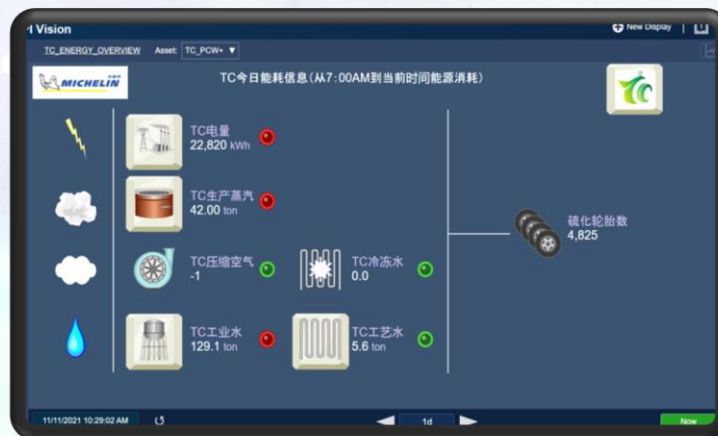 I Vision
New Display
TC_ENERGY_OVERVIEW Asset: TC_PCW+
MICHELIN
TC今日能耗信息(从7:00AM到当前时间能源消耗)
TC电量
22,820 kWh
TC生产蒸汽
42.00 ton
硫化轮胎数
4,825
TC压缩空气
-1
TC冷冻水
0.0
TC工业水
129.1 ton
TC工艺水
5.6 ton
11/11/2021 10:29:02 AM
1d
Now